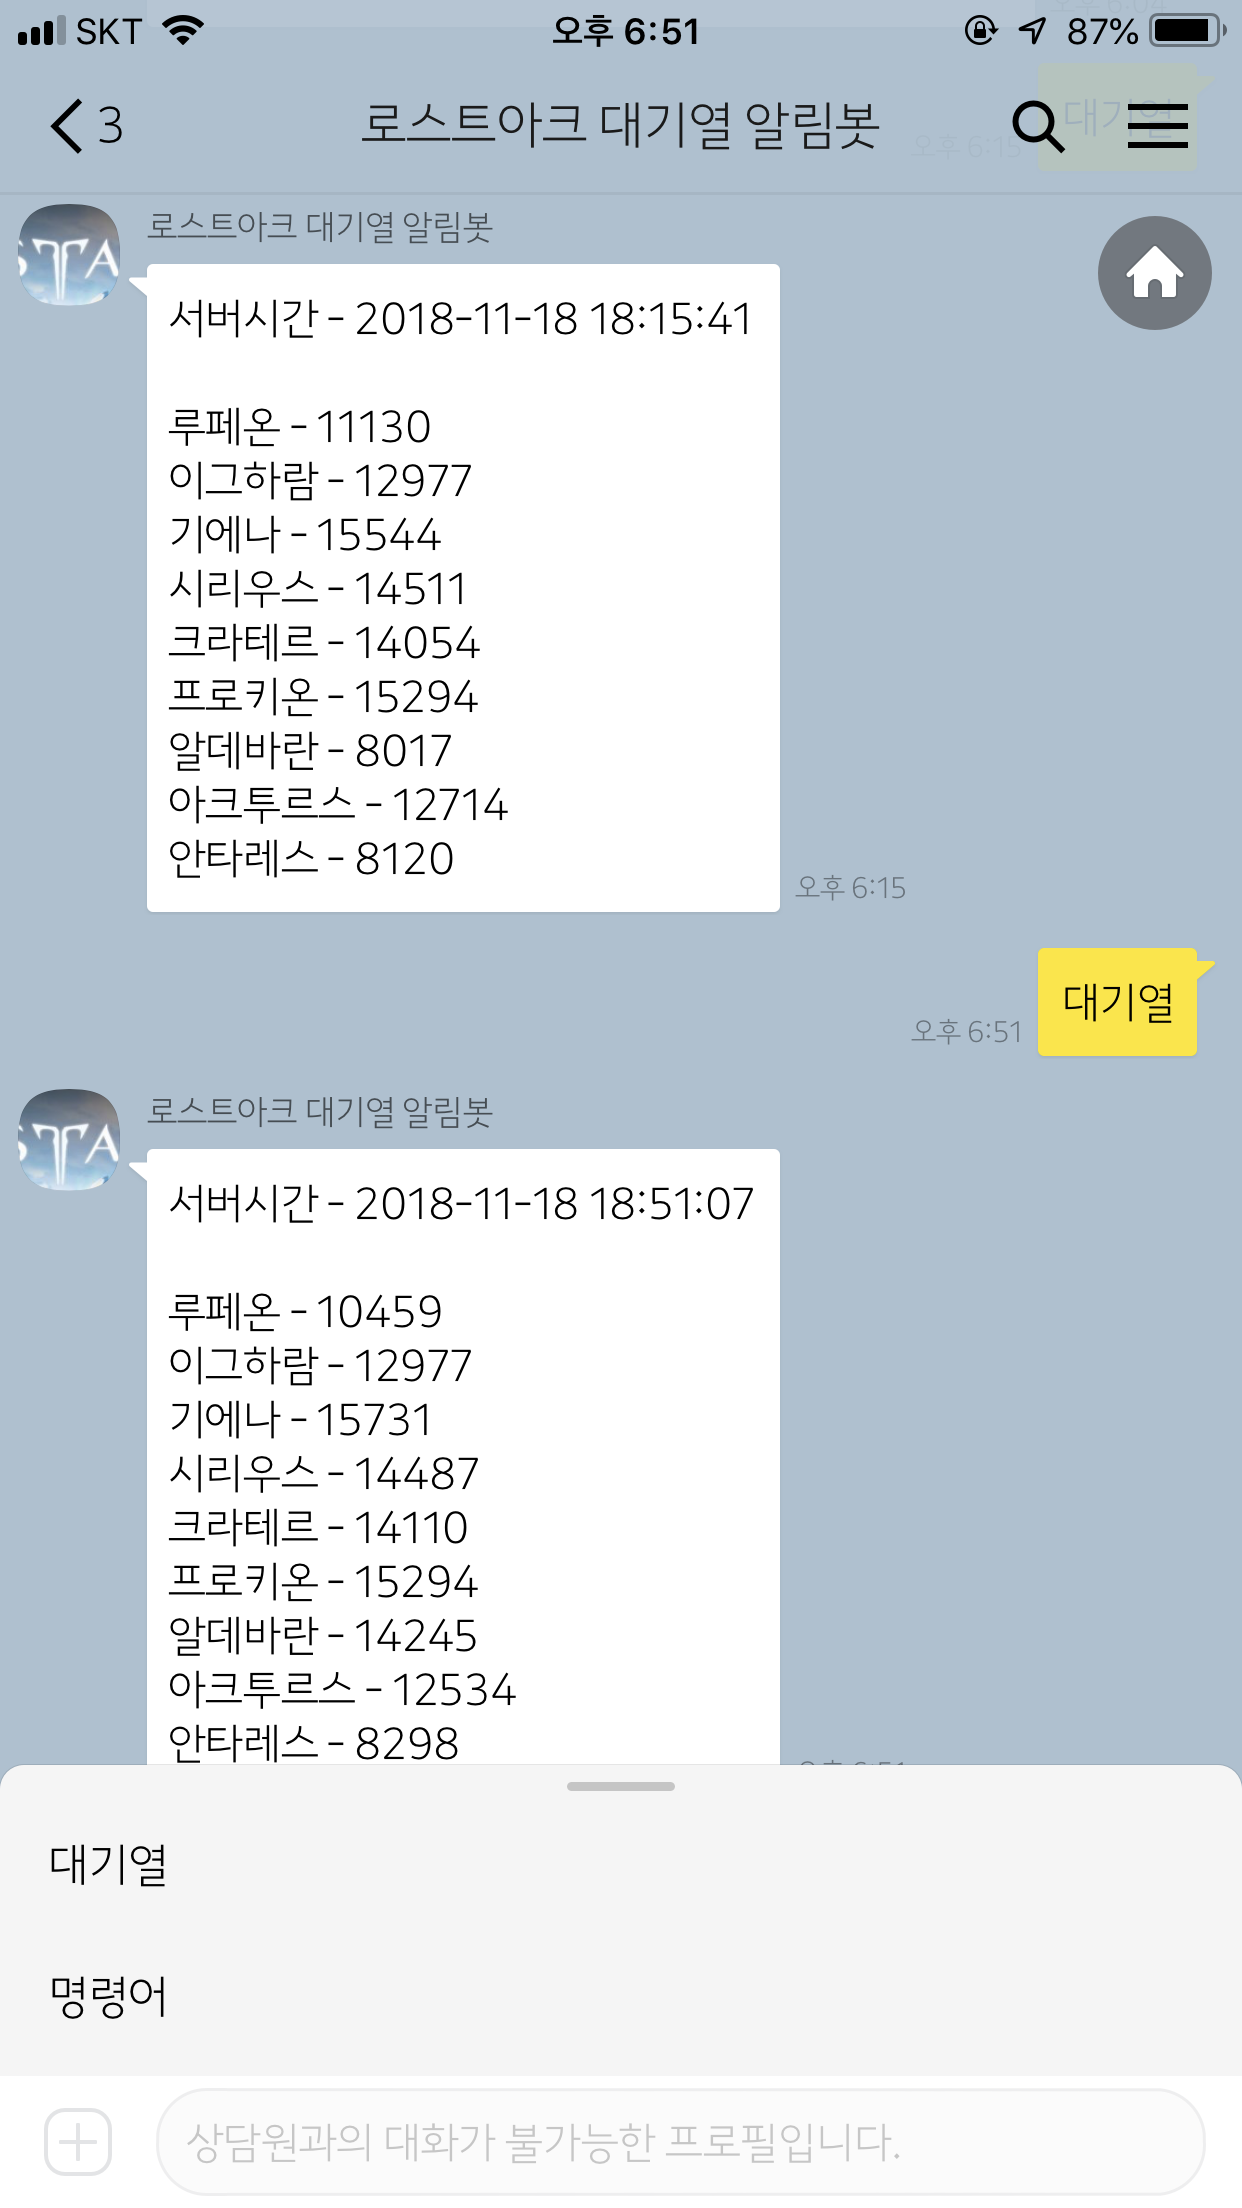 SKT 오후 6:51 87%
3 로스트아크 대기열 알림봇
대기열
오후 6:15
로스트아크 대기열 알림봇
STA
서버시간 - 2018-11-18 18:15:41
루페온 - 11130
이그하람 - 12977
기에나 - 15544
시리우스 - 14511
크라테르 - 14054
프로키온 - 15294
알데바란 - 8017
아크투르스 - 12714
안타레스 - 8120
오후 6:15
대기열
오후 6:51
로스트아크 대기열 알림봇
STA
서버시간 - 2018-11-18 18:51:07
루페온 - 10459
이그하람 - 12977
기에나 - 15731
시리우스 - 14487
크라테르 - 14110
프로키온 - 15294
알데바란 - 14245
아크투르스 - 12534
안타레스 - 8298
대기열
명령어
상담원과의 대화가 불가능한 프로필입니다.